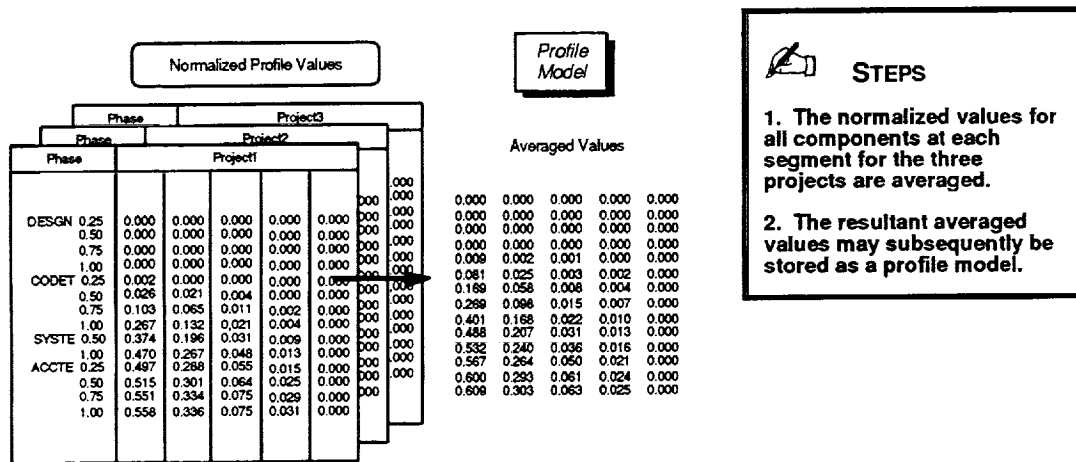 Normalized Profile Values
Profile
Model
STEPS
1. The normalized values for
all components at each
segment for the three
projects are averaged.
2. The resultant averaged
values may subsequently be
stored as a profile model.
Phase Project3
Phase Project2
Phase Project1
Averaged Values
DESGN 0.25 0.000 0.000 0.000 0.000 0.000
0.50 0.000 0.000 0.000 0.000 0.000
0.75 0.000 0.000 0.000 0.000 0.000
1.00 0.000 0.000 0.000 0.000 0.000
CODET 0.25 0.002 0.000 0.000 0.000 0.000
0.50 0.026 0.021 0.004 0.000 0.000
0.75 0.103 0.065 0.011 0.002 0.000
1.00 0.267 0.132 0.021 0.004 0.000
SYSTE 0.50 0.374 0.196 0.031 0.009 0.000
1.00 0.470 0.267 0.048 0.013 0.000
ACCTE 0.25 0.497 0.288 0.055 0.015 0.000
0.50 0.515 0.301 0.064 0.025 0.000
0.75 0.551 0.334 0.075 0.029 0.000
1.00 0.558 0.336 0.075 0.031 0.000
0.000 0.000 0.000 0.000 0.000
0.000 0.000 0.000 0.000 0.000
0.000 0.000 0.000 0.000 0.000
0.000 0.000 0.000 0.000 0.000
0.009 0.002 0.001 0.000 0.000
0.081 0.025 0.003 0.002 0.000
0.169 0.058 0.008 0.004 0.000
0.269 0.098 0.015 0.007 0.000
0.401 0.168 0.022 0.010 0.000
0.488 0.207 0.031 0.013 0.000
0.532 0.240 0.036 0.016 0.000
0.567 0.264 0.050 0.021 0.000
0.600 0.293 0.061 0.024 0.000
0.609 0.303 0.063 0.025 0.000